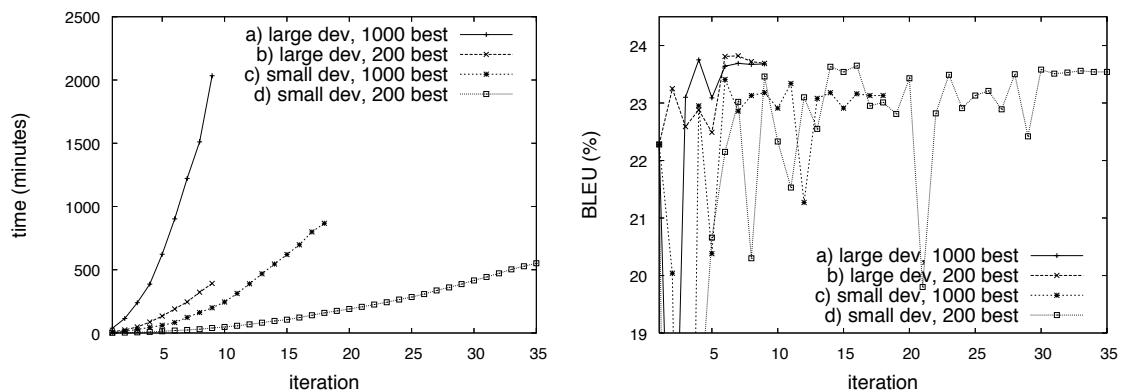 2500
2000
1500
1000
500
0
time (minutes)
5 10 15 20 25 30 35
iteration
a) large dev, 1000 best
b) large dev, 200 best
c) small dev, 1000 best
d) small dev, 200 best
24
23
22
21
20
19
BLEU (%)
5 10 15 20 25 30 35
iteration
a) large dev, 1000 best
b) large dev, 200 best
c) small dev, 1000 best
d) small dev, 200 best